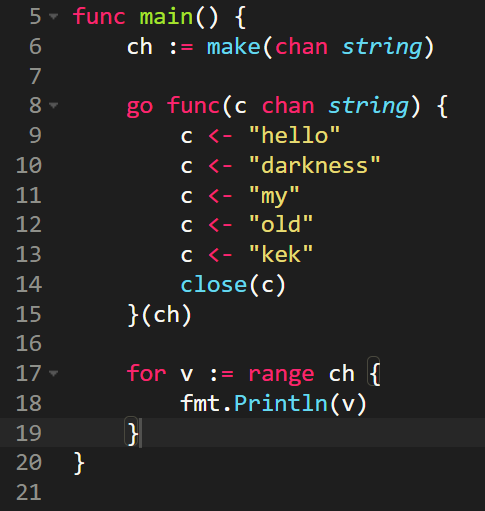 5 func main() {
6     ch := make(chan string)
7
8     go func(c chan string) {
9         c <- "hello"
10         c <- "darkness"
11         c <- "my"
12         c <- "old"
13         c <- "kek"
14         close(c)
15     }(ch)
16
17     for v := range ch {
18         fmt.Println(v)
19     }
20 }
21